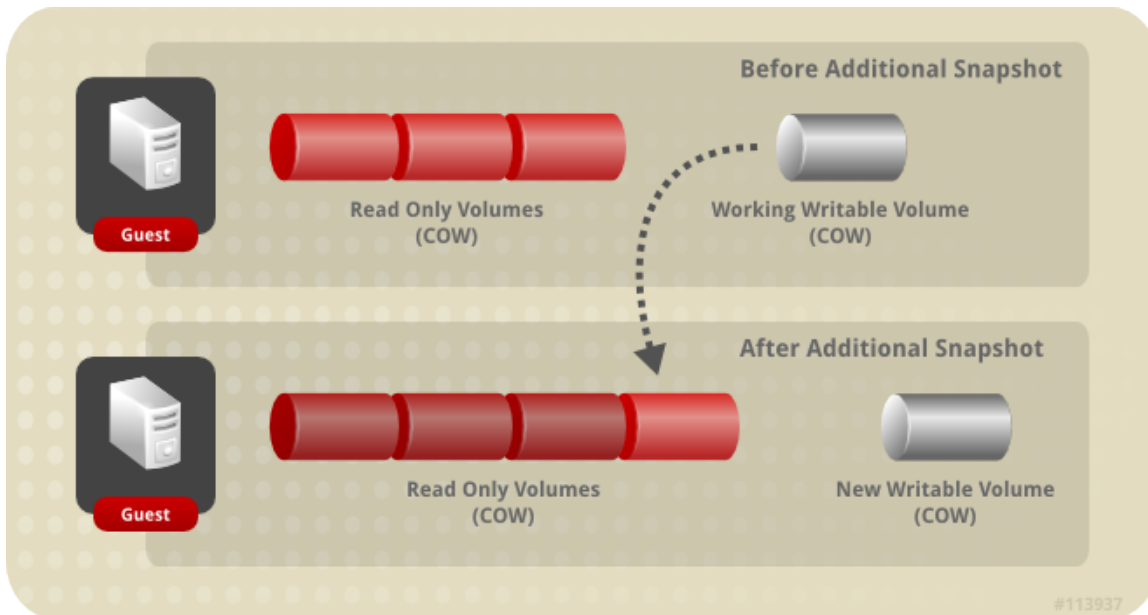 Before Additional Snapshot
Guest
Read Only Volumes
(COW)
Working Writable Volume
(COW)
After Additional Snapshot
Guest
Read Only Volumes
(COW)
New Writable Volume
(COW)
#113937